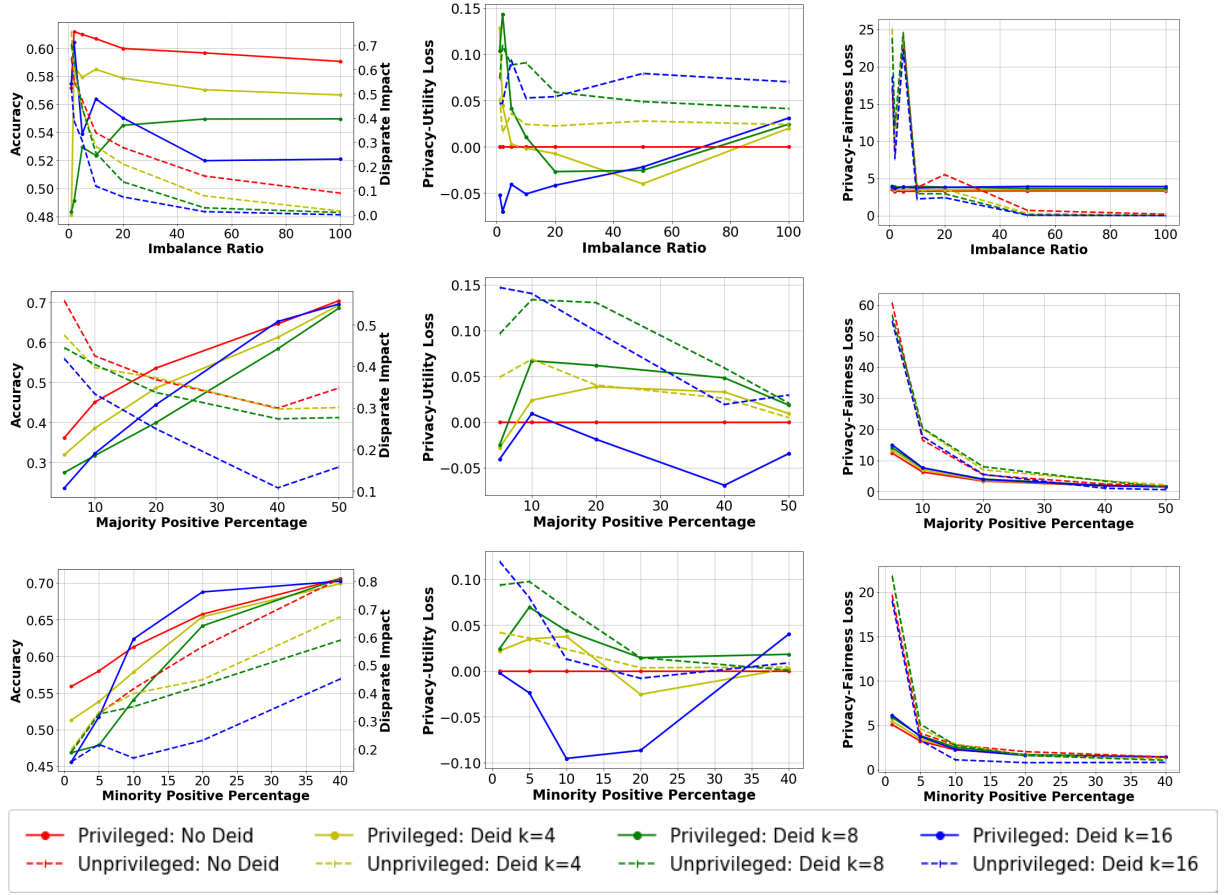 0.60
0.58
0.56
0.54
0.52
0.50
0.48
Accuracy
0.7
0.6
0.5
0.4
0.3
0.2
0.1
0.0
Disparate Impact
0 20 40 60 80 100
Imbalance Ratio
0.15
0.10
0.05
0.00
−0.05
Privacy-Utility Loss
0 20 40 60 80 100
Imbalance Ratio
25
20
15
10
5
0
Privacy-Fairness Loss
0 20 40 60 80 100
Imbalance Ratio
0.7
0.6
0.5
0.4
0.3
Accuracy
0.5
0.4
0.3
0.2
0.1
Disparate Impact
10 20 30 40 50
Majority Positive Percentage
0.15
0.10
0.05
0.00
−0.05
Privacy-Utility Loss
10 20 30 40 50
Majority Positive Percentage
60
50
40
30
20
10
0
Privacy-Fairness Loss
10 20 30 40 50
Majority Positive Percentage
0.70
0.65
0.60
0.55
0.50
0.45
Accuracy
0.8
0.7
0.6
0.5
0.4
0.3
0.2
Disparate Impact
0 5 10 15 20 25 30 35 40
Minority Positive Percentage
0.10
0.05
0.00
−0.05
−0.10
Privacy-Utility Loss
0 5 10 15 20 25 30 35 40
Minority Positive Percentage
20
15
10
5
0
Privacy-Fairness Loss
0 5 10 15 20 25 30 35 40
Minority Positive Percentage
Privileged: No Deid Privileged: Deid k=4 Privileged: Deid k=8 Privileged: Deid k=16
Unprivileged: No Deid Unprivileged: Deid k=4 Unprivileged: Deid k=8 Unprivileged: Deid k=16